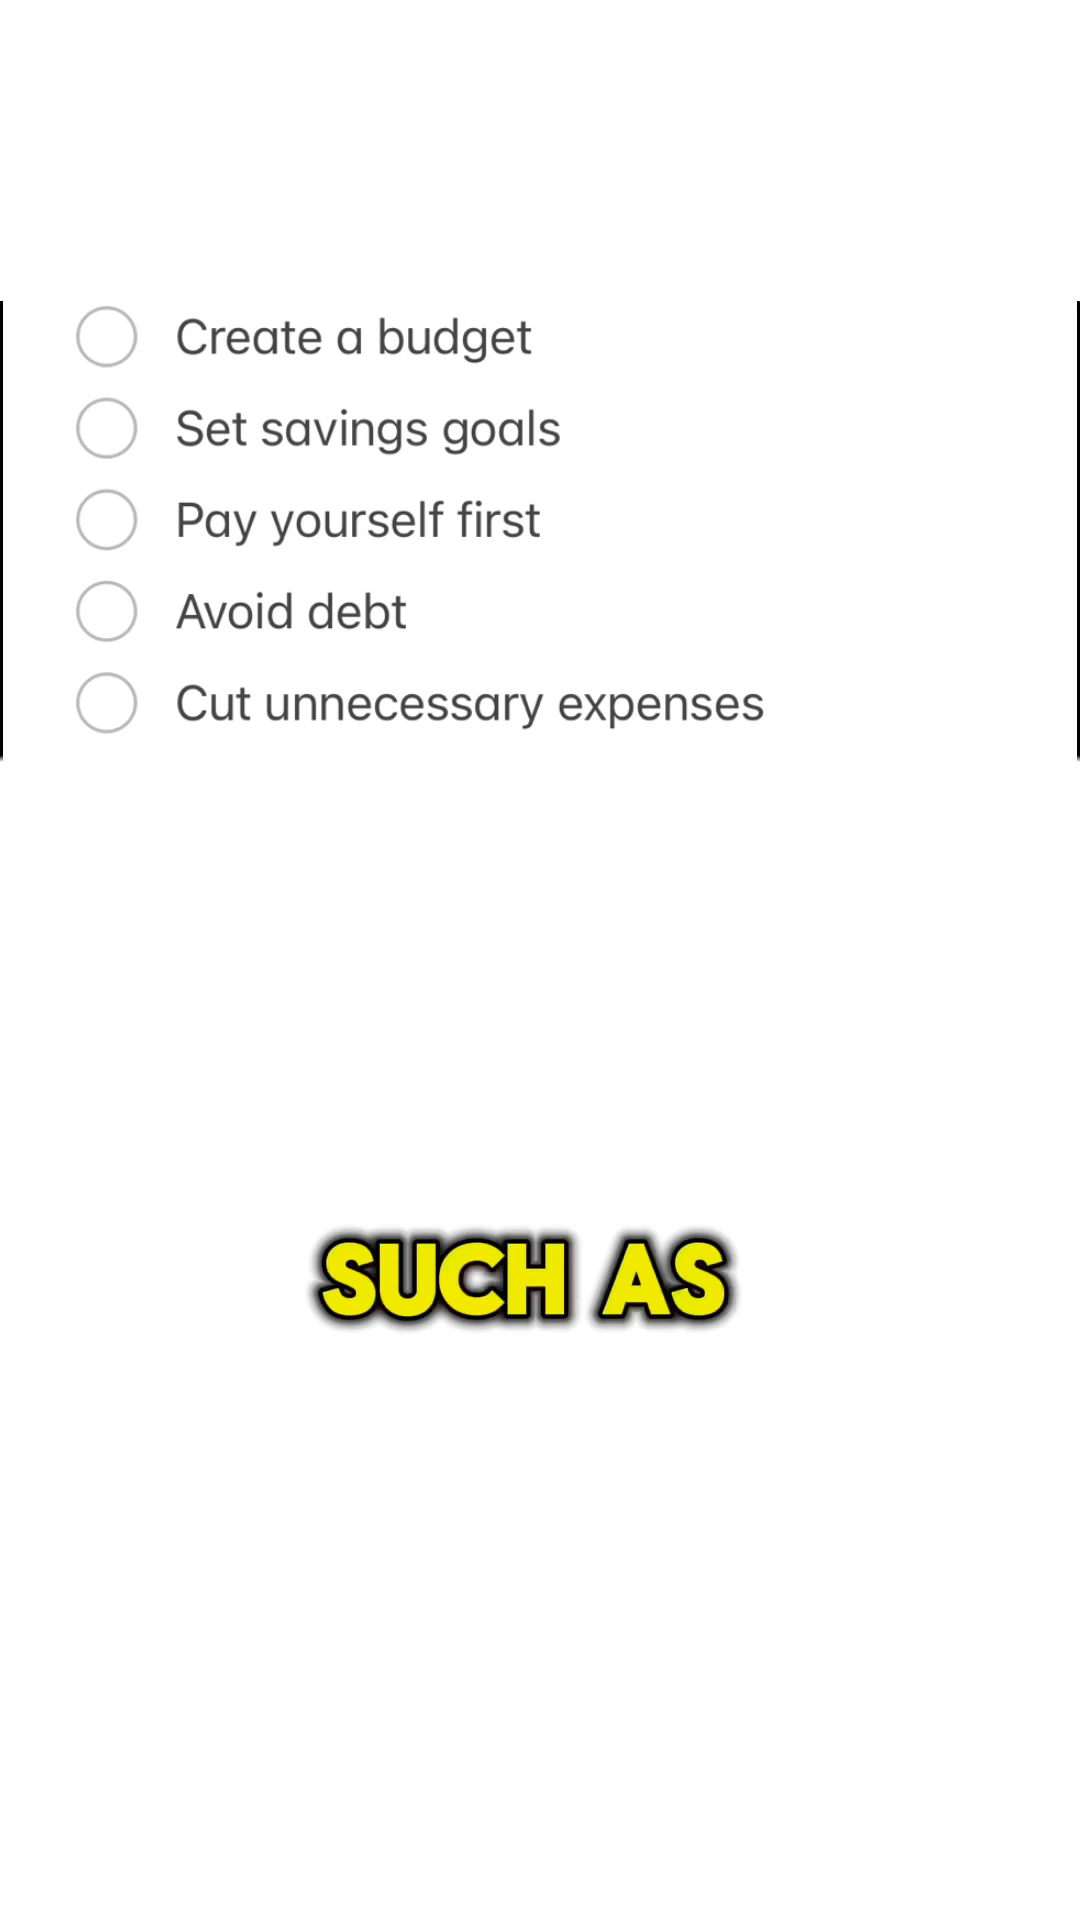 Create a budget
Set savings goals
Pay yourself first
Avoid debt
Cut unnecessary expenses
SUCH AS